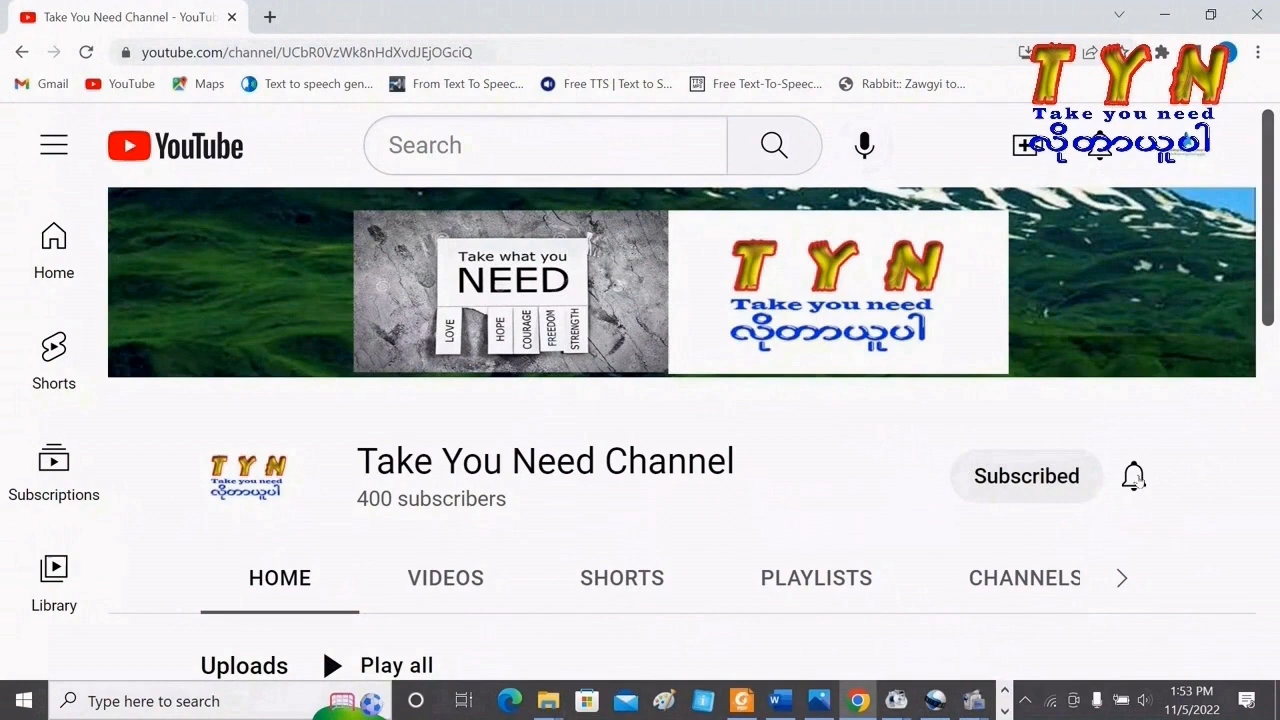 Take You Need Channel - YouTu
youtube.com/channel/UCbR0VzWk8nHdXvdJEjOGciQ
Gmail
YouTube
Maps
Text to speech gen...
From Text To Speec...
Free TTS | Text to S...
Free Text-To-Speec...
Rabbit:: Zawgyi to...
TYN
Take you need
လိုတာယူပါ
YouTube
Search
Home
Shorts
Subscriptions
Library
Take what you
NEED
LOVE
HOPE
COURAGE
FREEDOM
STRENGTH
TYN
Take you need
လိုတာယူပါ
TYN
Take you need
လိုတာယူပါ
Take You Need Channel
400 subscribers
Subscribed
HOME VIDEOS SHORTS PLAYLISTS CHANNELS
Uploads Play all
Type here to search
1:53 PM
11/5/2022